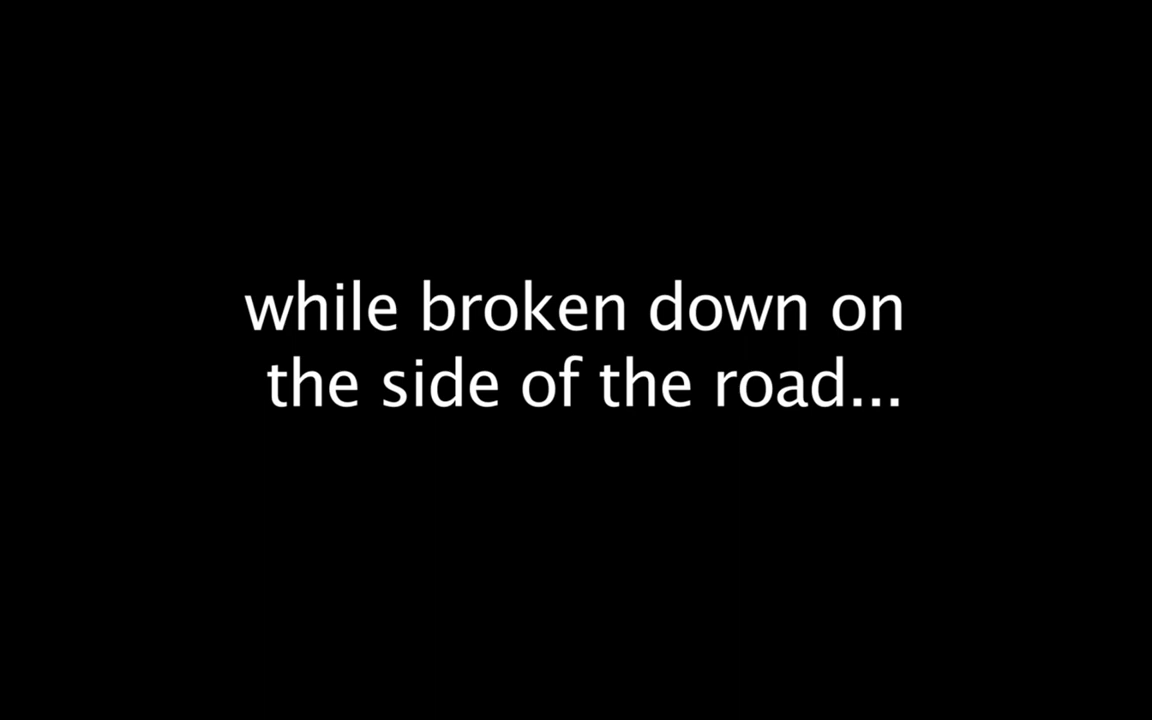 while broken down on
the side of the road...